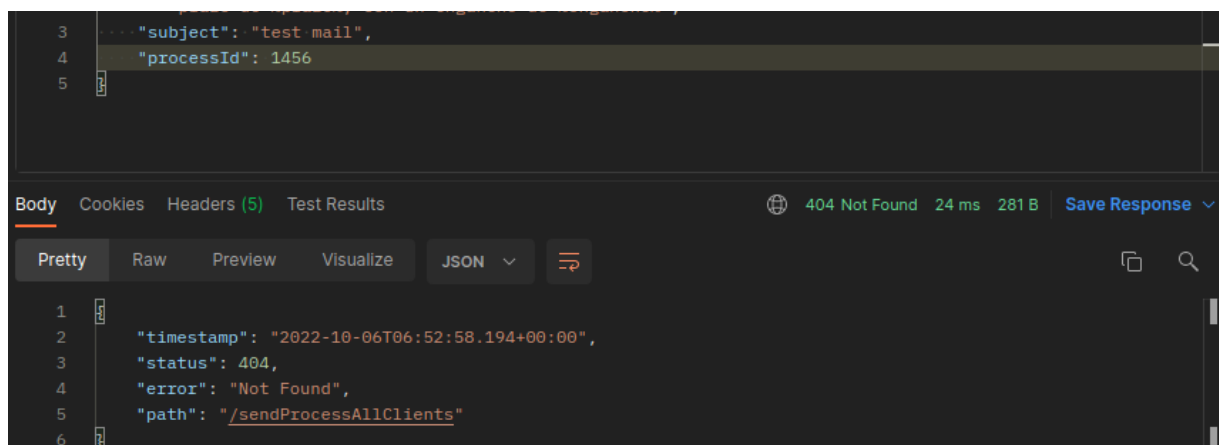 3 "subject": "test mail",
4 "processId": 1456
5 }
Body Cookies Headers (5) Test Results 404 Not Found 24 ms 281 B Save Response
Pretty Raw Preview Visualize JSON
1 {
2 "timestamp": "2022-10-06T06:52:58.194+00:00",
3 "status": 404,
4 "error": "Not Found",
5 "path": "/sendProcessAllClients"
6 }